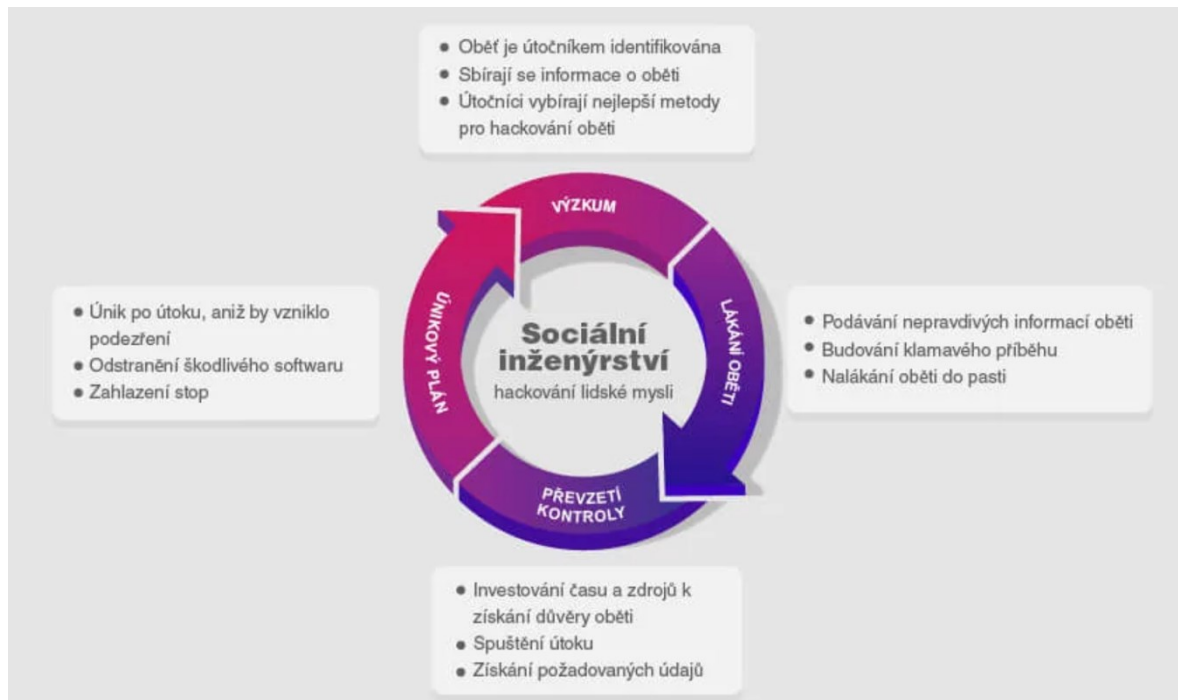 • Oběť je útočníkem identifikována
• Sbírají se informace o oběti
• Útočníci vybírají nejlepší metody
pro hackování oběti
VÝZKUM
LÁKÁNÍ OBĚTI
• Podávání nepravdivých informací oběti
• Budování klamavého příběhu
• Nalákání oběti do pasti
PŘEVZETÍ
KONTROLY
• Investování času a zdrojů k
získání důvěry oběti
• Spuštění útoku
• Získání požadovaných údajů
ÚNIKOVÝ PLÁN
• Únik po útoku, aniž by vzniklo
podezření
• Odstranění škodlivého softwaru
• Zahlazení stop
Sociální
inženýrství
hackování lidské mysli